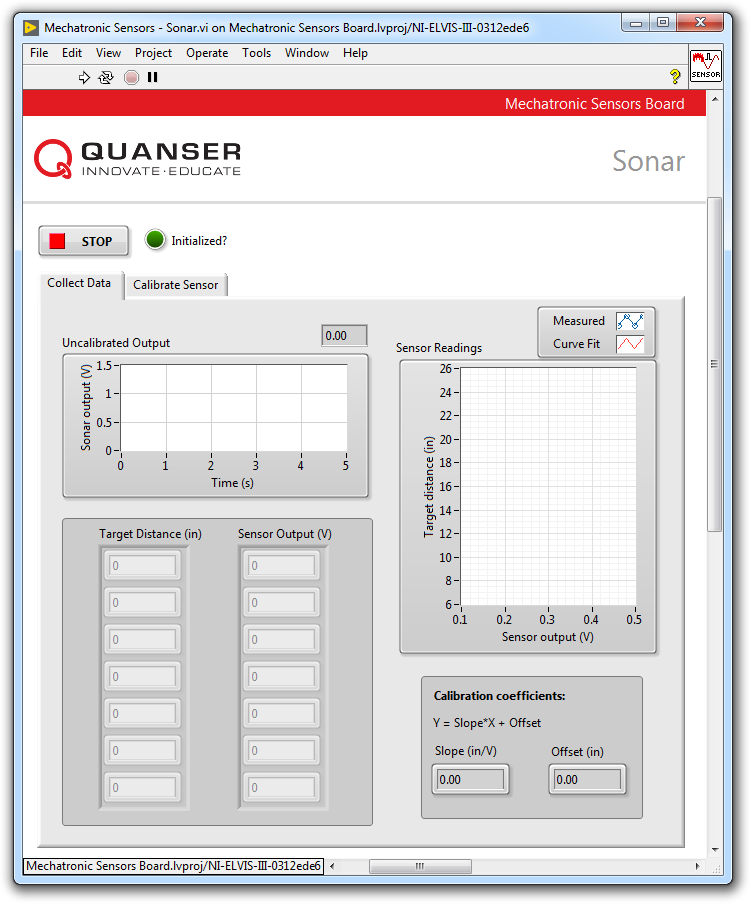 Mechatronic Sensors - Sonar.vi on Mechatronic Sensors Board.lvproj/NI-ELVIS-III-0312ede6
File Edit View Project Operate Tools Window Help
?
SENSOR
Mechatronic Sensors Board
QUANSER
INNOVATE·EDUCATE
Sonar
STOP
Initialized?
Collect Data
Calibrate Sensor
Uncalibrated Output
0.00
Sonar output (V)
1.5
1
0.5
0
0 1 2 3 4 5
Time (s)
Target Distance (in) Sensor Output (V)
0 0
0 0
0 0
0 0
0 0
0 0
0 0
Measured
Curve Fit
Sensor Readings
Target distance (in)
26
24
22
20
18
16
14
12
10
8
6
0.1 0.2 0.3 0.4 0.5
Sensor output (V)
Calibration coefficients:
Y = Slope*X + Offset
Slope (in/V) Offset (in)
0.00 0.00
Mechatronic Sensors Board.lvproj/NI-ELVIS-III-0312ede6